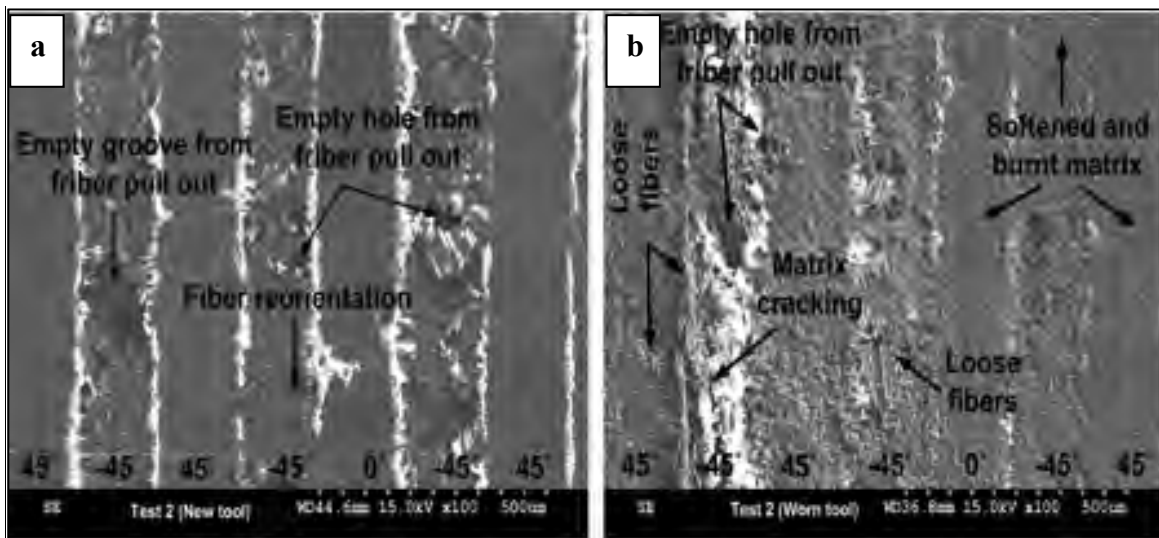 a
Empty groove from
friber pull out
Empty hole from
friber pull out
Fiber reorientation
45° -45° 45° -45° 0° -45° 45°
SE Test 2 (New tool) WD44.6mm 15.0kV x100 500um
b
Empty hole from
friber pull out
Loose
fibers
Softened and
burnt matrix
Matrix
cracking
Loose
fibers
45° -45° 45° -45° 0° -45° 45°
SE Test 2 (Worn tool) WD36.8mm 15.0kV x100 500um